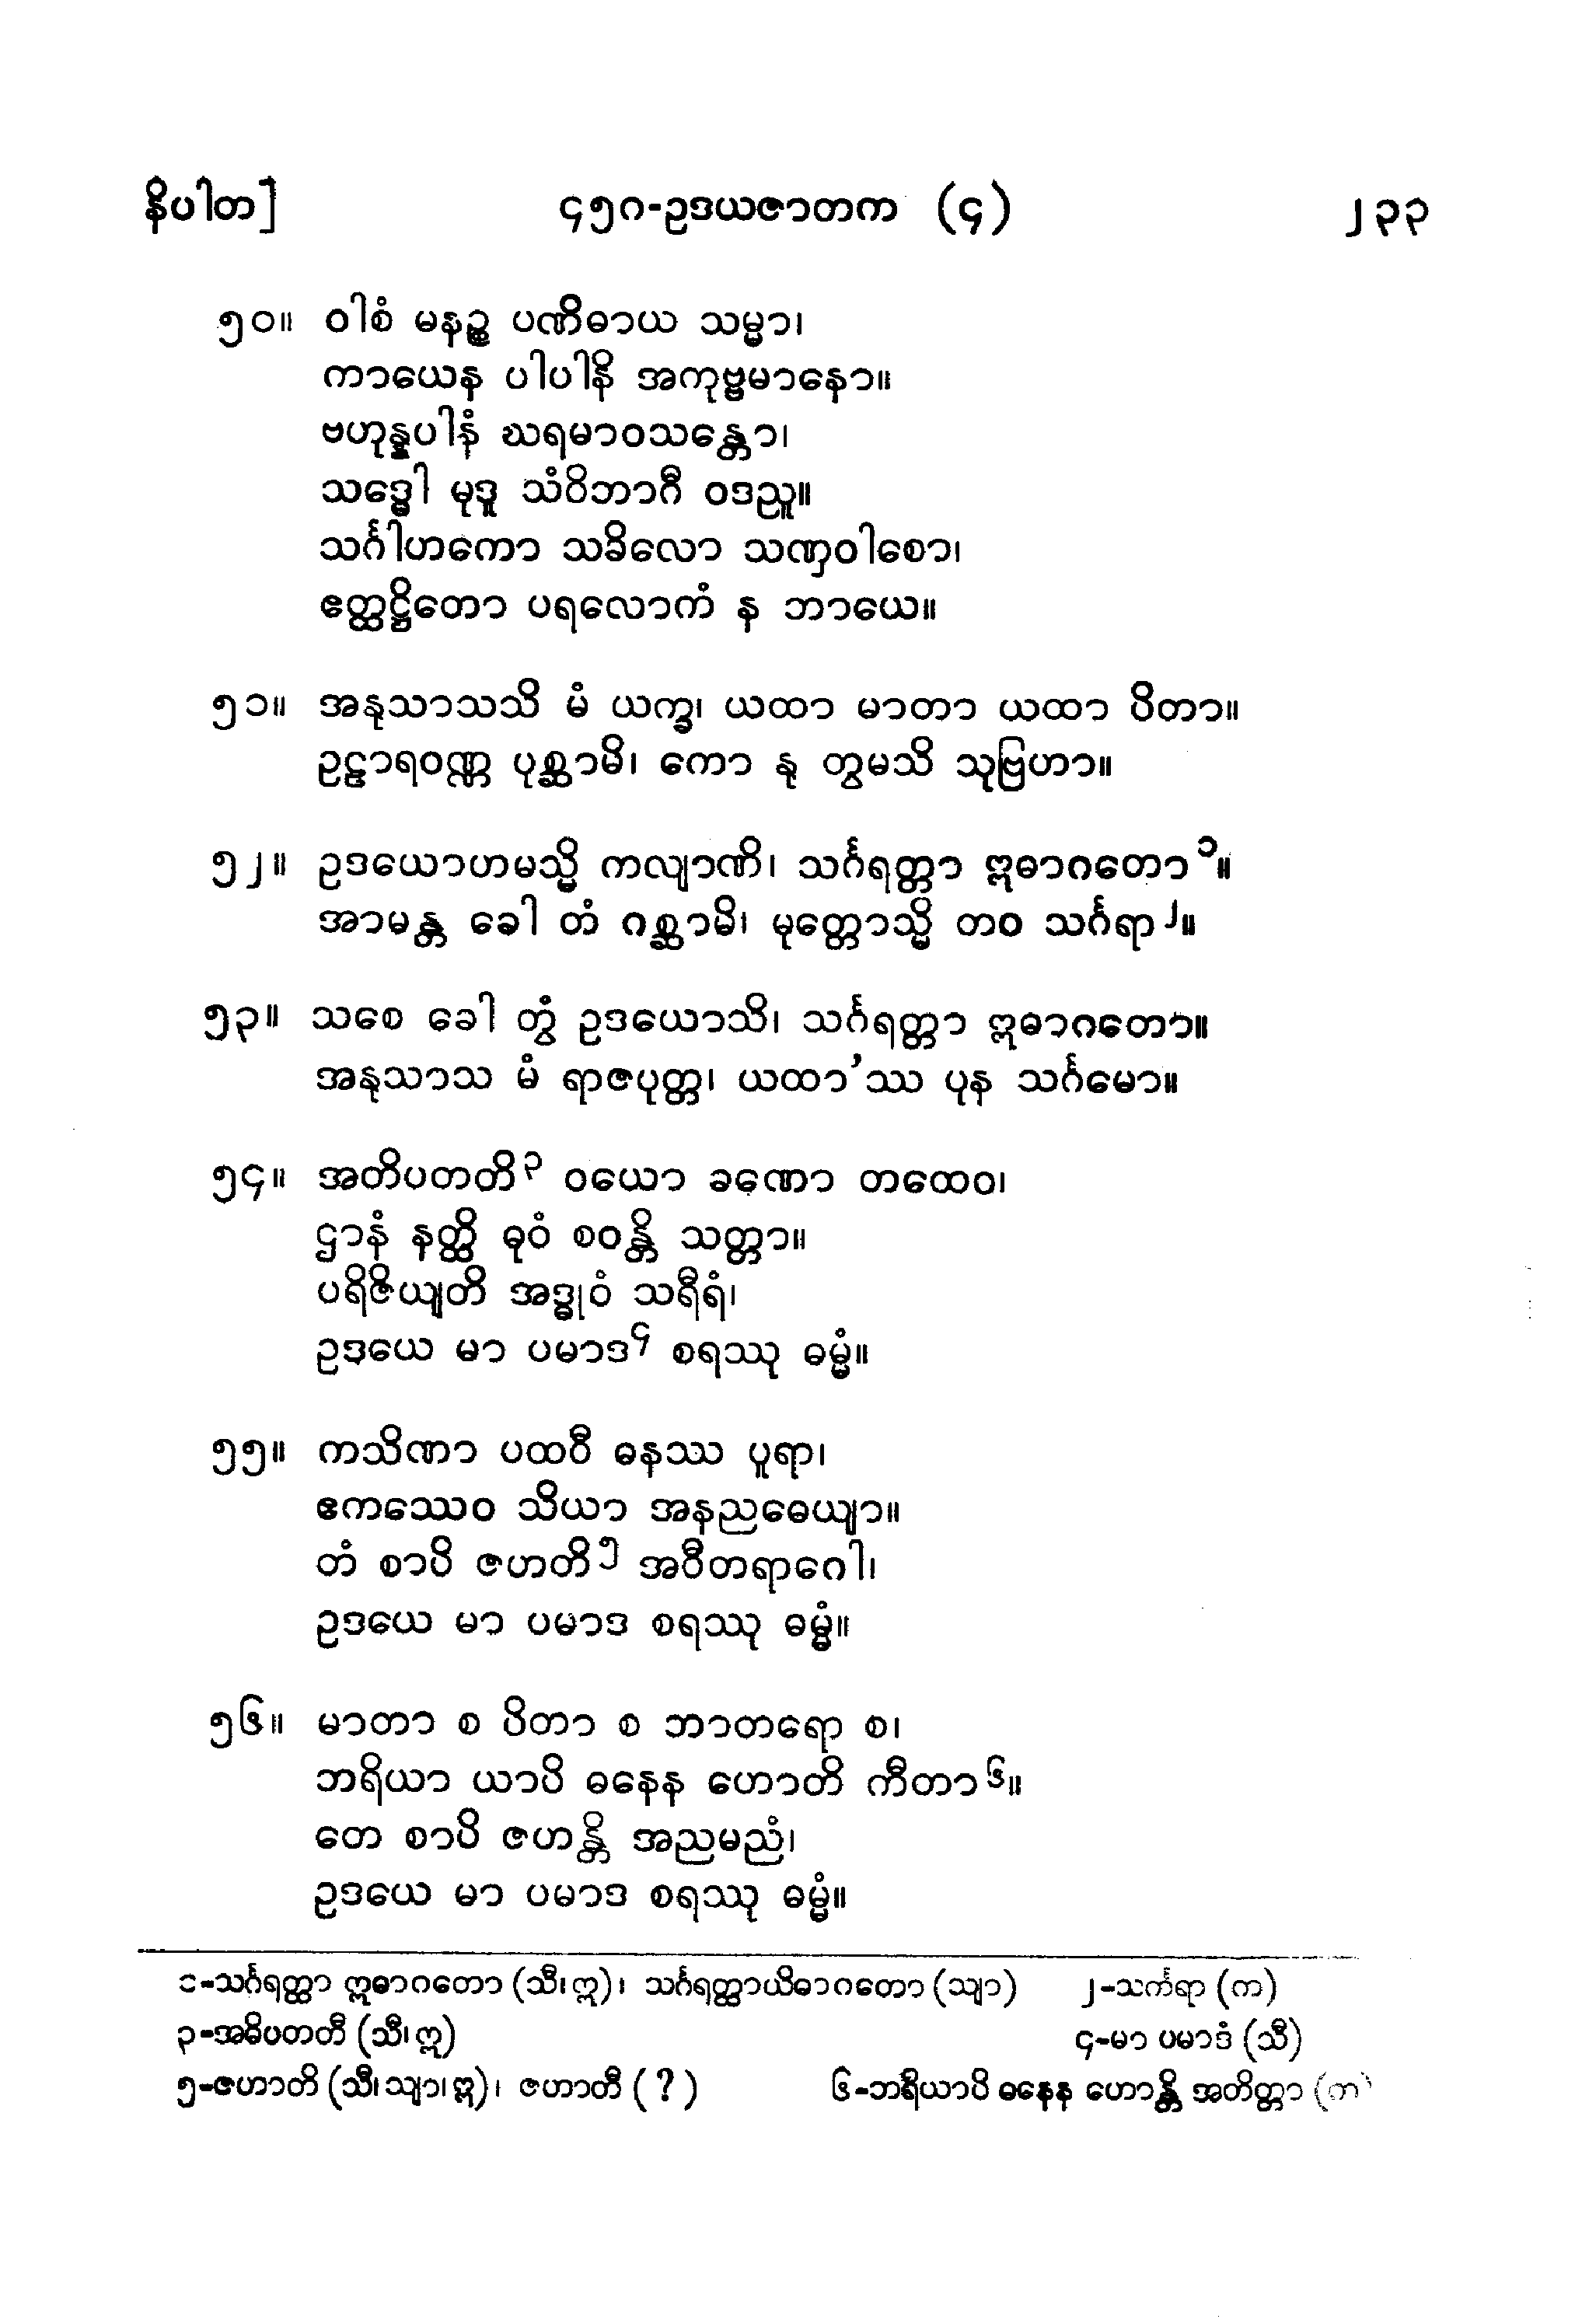 နိပါတ]	၄၅၈-ဥဒယဇာတက (၄)	၂၃၃
၅၀။ ဝါစံ မနဉ္စ ပဏိဓာယ သမ္မာ၊
ကာယေန ပါပါနိ အကုဗ္ဗမာနော။
ဗဟုန္နပါနံ ဃရမာဝသန္တော၊
သဒ္ဓေါ မုဒူ သံဝိဘာဂီ ဝဒညူ။
သင်္ဂါဟကော သခိလော သဏှဝါစော၊
ဧတ္ထဋ္ဌိတော ပရလောကံ န ဘာယေ။
၅၁။ အနုသာသသိ မံ ယက္ခ၊ ယထာ မာတာ ယထာ ပိတာ။
ဥဠာရဝဏ္ဏ ပုစ္ဆာမိ၊ ကော နု တွမသိ သုဗြဟာ။
၅၂။ ဥဒယောဟမသ္မိ ကလျာဏိ၊ သင်္ဂရတ္တာ ဣဓာဂတော၁။
အာမန္တ ခေါ တံ ဂစ္ဆာမိ၊ မုတ္တောသ္မိ တဝ သင်္ဂရာ၂။
၅၃။ သစေ ခေါ တွံ ဥဒယောသိ၊ သင်္ဂရတ္တာ ဣဓာဂတော။
အနုသာသ မံ ရာဇပုတ္တ၊ ယထာ’ဿ ပုန သင်္ဂမော။
၅၄။ အတိပတတိ၃ ဝယော ခဏော တထေဝ၊
ဌာနံ နတ္ထိ ဓုဝံ စဝန္တိ သတ္တာ။
ပရိဇိယျတိ အဒ္ဓုဝံ သရီရံ၊
ဥဒယေ မာ ပမာဒ၄ စရဿု ဓမ္မံ။
၅၅။ ကသိဏာ ပထဝီ ဓနဿ ပူရာ၊
ဧကဿေဝ သိယာ အနညဓေယျာ။
တံ စာပိ ဇဟတိ၅ အဝီတရာဂေါ၊
ဥဒယေ မာ ပမာဒ စရဿု ဓမ္မံ။
၅၆။ မာတာ စ ပိတာ စ ဘာတရော စ၊
ဘရိယာ ယာပိ ဓနေန ဟောတိ ကီတာ၆။
တေ စာပိ ဇဟန္တိ အညမညံ၊
ဥဒယေ မာ ပမာဒ စရဿု ဓမ္မံ။
၁-သင်္ဂရတ္ထာ ဣဓာဂတော (သီ၊ဣ)၊ သင်္ဂရတ္ထာယိဓာဂတော (သျာ)	၂-သင်္ကရာ (က)
၃-အဓိပတတီ (သီ၊ဣ)	၄-မာ ပမာဒံ (သီ)
၅-ဇဟာတိ (သီ၊သျာ၊ဣ)၊ ဇဟာတီ (?)	၆-ဘရိယာပိ ဓနေန ဟောန္တိ အတိတ္တာ (က)